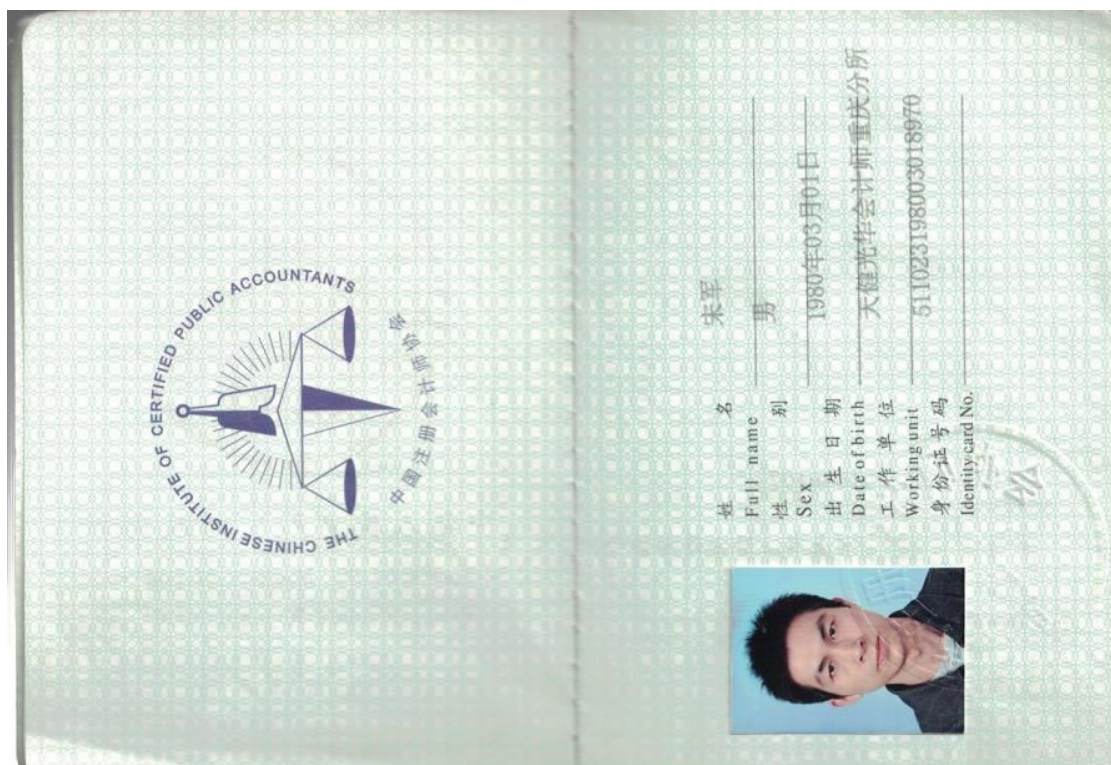 THE CHINESE INSTITUTE OF CERTIFIED PUBLIC ACCOUNTANTS
中国注册会计师协会
姓 名 宋军
Full name
性 别 男
Sex
出 生 日 期 1980年03月01日
Date of birth
工 作 单 位 天健光华会计师重庆分所
Working unit
身 份 证 号 码 511023198003018970
Identity card No.